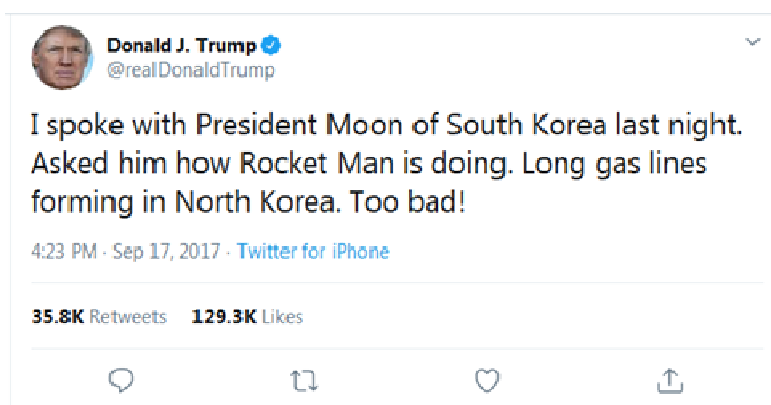 Donald J. Trump
@realDonaldTrump
I spoke with President Moon of South Korea last night.
Asked him how Rocket Man is doing. Long gas lines
forming in North Korea. Too bad!
4:23 PM · Sep 17, 2017 · Twitter for iPhone
35.8K Retweets 129.3K Likes